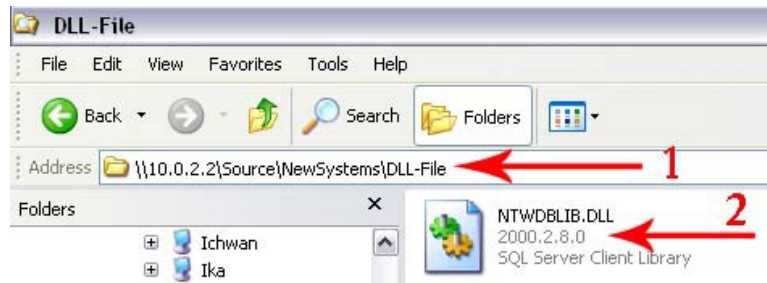 DLL-File
File Edit View Favorites Tools Help
Back Search Folders
Address \\10.0.2.2\Source\NewSystems\DLL-File 1
Folders x
NTWDBLIB.DLL
2000.2.8.0 2
SQL Server Client Library
Ichwan
Ika